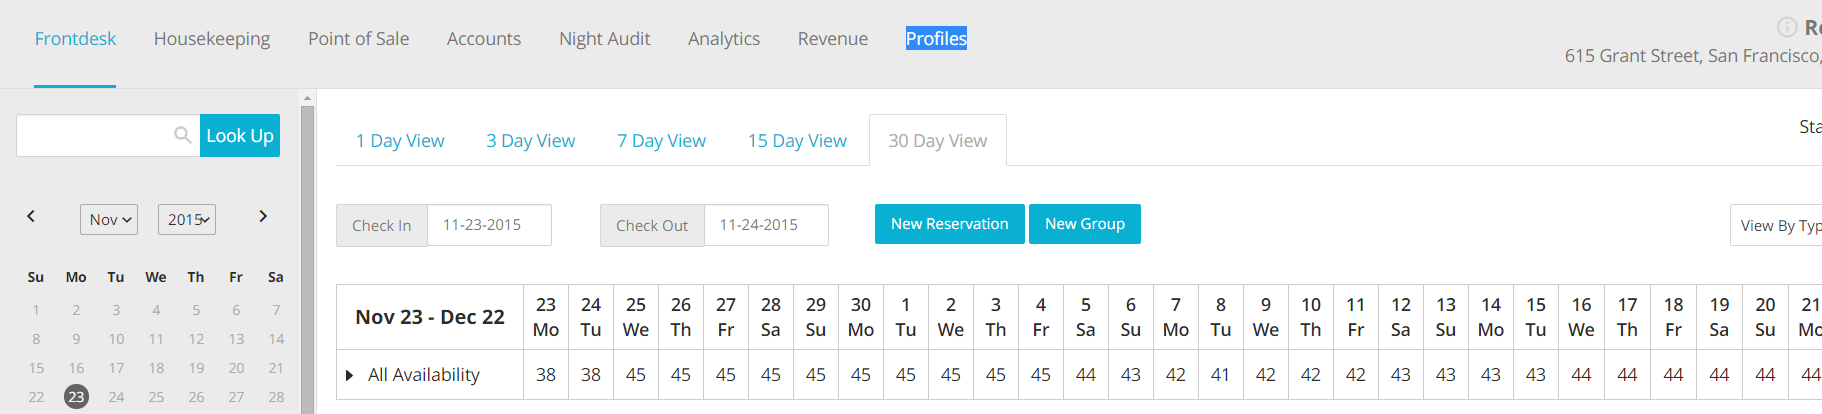 Frontdesk Housekeeping Point of Sale Accounts Night Audit Analytics Revenue Profiles
615 Grant Street, San Francisco,
Look Up
1 Day View 3 Day View 7 Day View 15 Day View 30 Day View
Nov 2015
Check In 11-23-2015 Check Out 11-24-2015 New Reservation New Group
View By
Su Mo Tu We Th Fr Sa
1 2 3 4 5 6 7
8 9 10 11 12 13 14
15 16 17 18 19 20 21
22 23 24 25 26 27 28
Nov 23 - Dec 22
23 24 25 26 27 28 29 30 1 2 3 4 5 6 7 8 9 10 11 12 13 14 15 16 17 18 19 20 21
Mo Tu We Th Fr Sa Su Mo Tu We Th Fr Sa Su Mo Tu We Th Fr Sa Su Mo Tu We Th Fr Sa Su Mo
All Availability 38 38 45 45 45 45 45 45 45 45 45 45 44 43 42 41 42 42 42 43 43 43 43 44 44 44 44 44 44